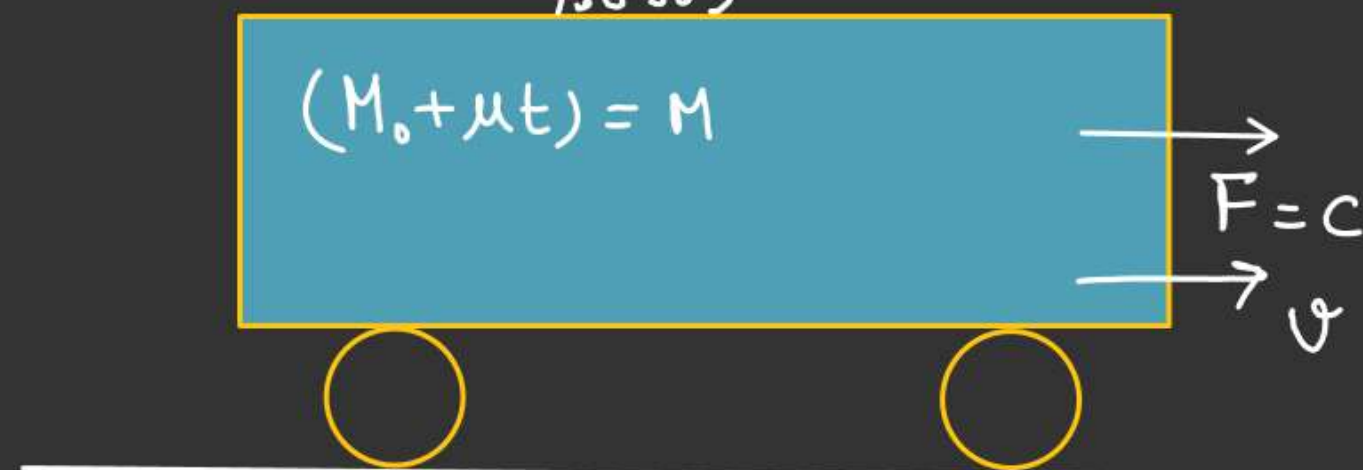 (M₀+μt) = M
F = C
v